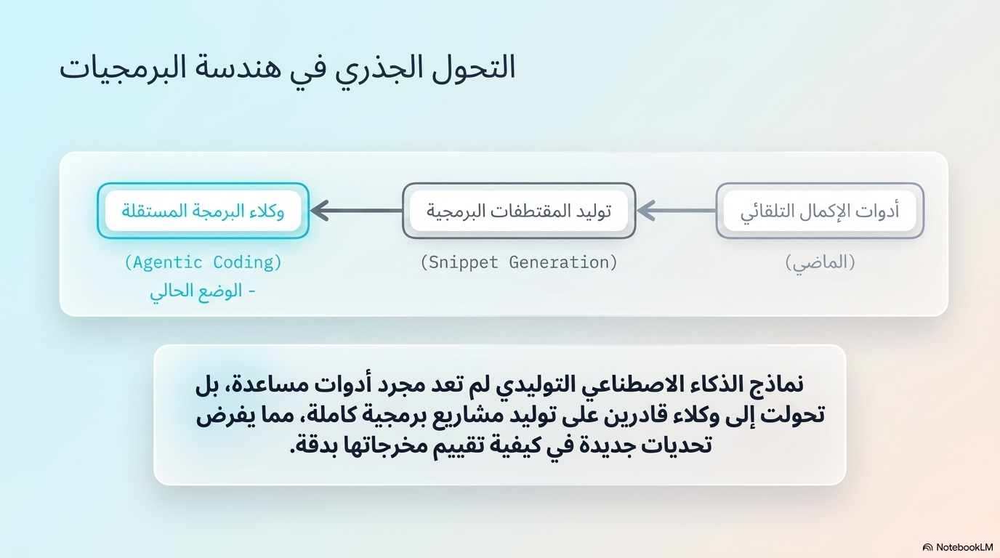 التحول الجذري في هندسة البرمجيات
أدوات الإكمال التلقائي
(الماضي)
توليد المقتطفات البرمجية
(Snippet Generation)
وكلاء البرمجة المستقلة
(Agentic Coding)
- الوضع الحالي
نماذج الذكاء الاصطناعي التوليدي لم تعد مجرد أدوات مساعدة، بل
تحولت إلى وكلاء قادرين على توليد مشاريع برمجية كاملة، مما يفرض
تحديات جديدة في كيفية تقييم مخرجاتها بدقة.
NotebookLM